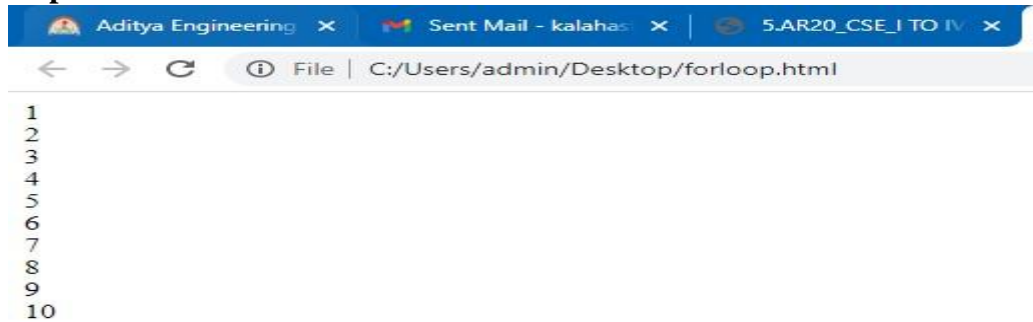 Aditya Engineering
Sent Mail - kalahas
5.AR20_CSE_I TO IV
File | C:/Users/admin/Desktop/forloop.html
1
2
3
4
5
6
7
8
9
10